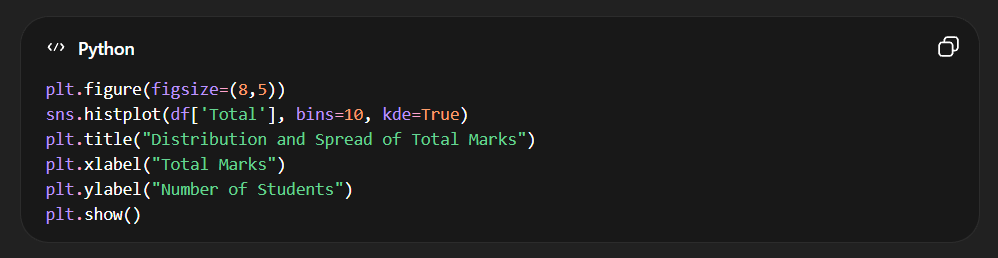 </> Python
plt.figure(figsize=(8,5))
sns.histplot(df['Total'], bins=10, kde=True)
plt.title("Distribution and Spread of Total Marks")
plt.xlabel("Total Marks")
plt.ylabel("Number of Students")
plt.show()